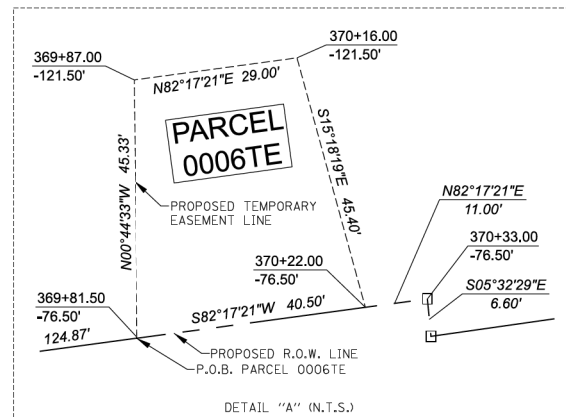 369+87.00
-121.50'
370+16.00
-121.50'
N82°17'21"E 29.00'
PARCEL
0006TE
S15°18'19"E 45.40'
N00°44'33"W 45.33'
PROPOSED TEMPORARY
EASEMENT LINE
N82°17'21"E
11.00'
370+33.00
-76.50'
370+22.00
-76.50'
S05°32'29"E
6.60'
369+81.50
-76.50'
S82°17'21"W 40.50'
124.87'
PROPOSED R.O.W. LINE
P.O.B. PARCEL 0006TE
DETAIL "A" (N.T.S.)